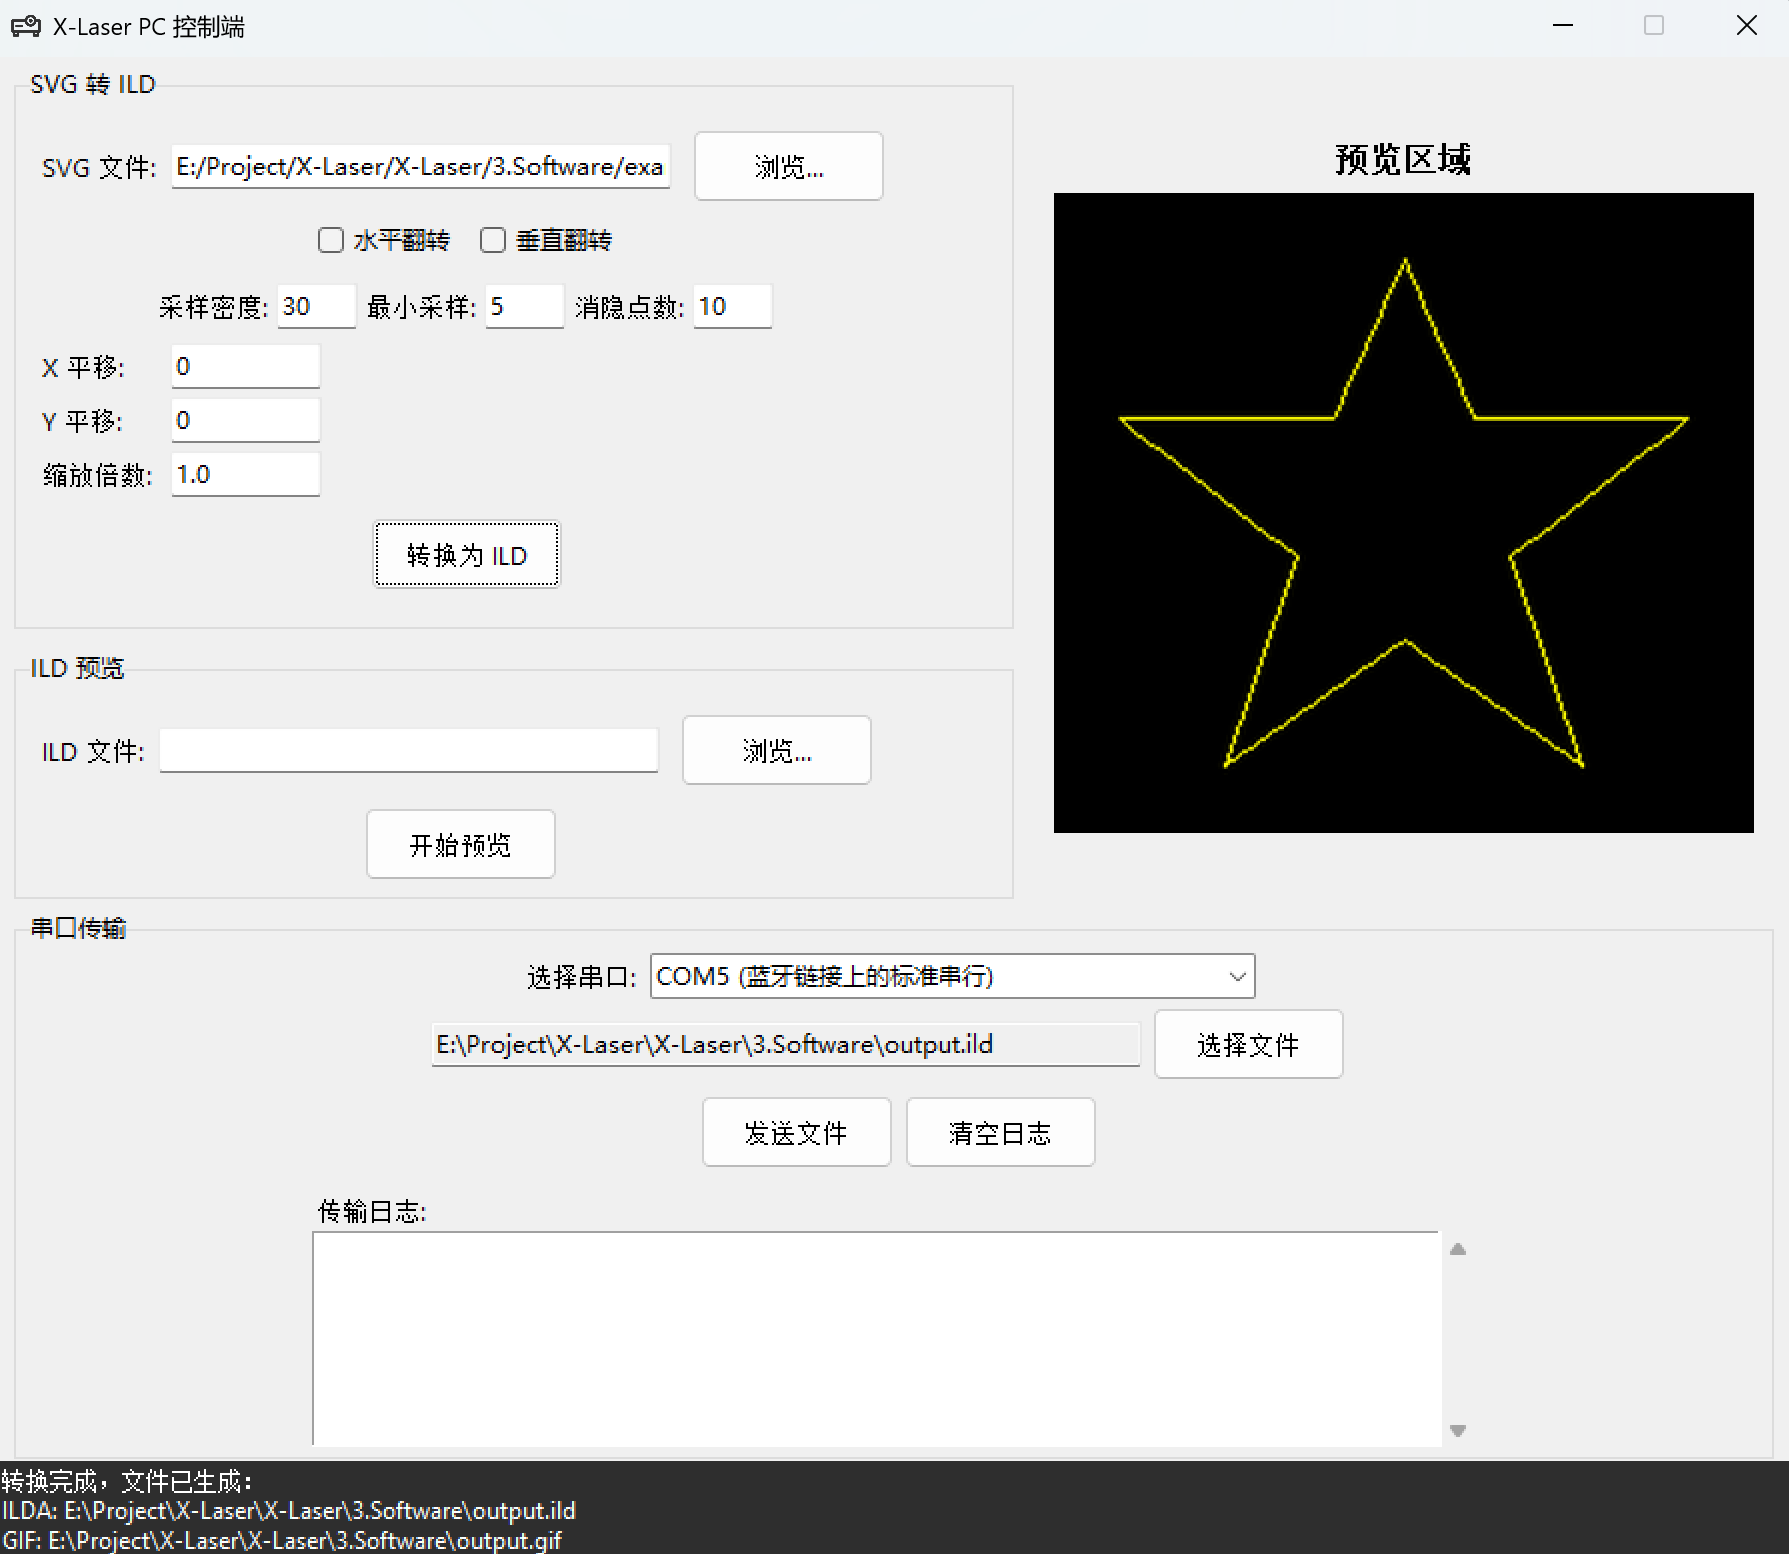 X-Laser PC 控制端
SVG 转 ILD
SVG 文件: E:/Project/X-Laser/X-Laser/3.Software/exa 浏览...
水平翻转 垂直翻转
采样密度: 30 最小采样: 5 消隐点数: 10
X 平移: 0
Y 平移: 0
缩放倍数: 1.0
转换为 ILD
预览区域
ILD 预览
ILD 文件: 浏览...
开始预览
串口传输
选择串口: COM5 (蓝牙链接上的标准串行)
E:\Project\X-Laser\X-Laser\3.Software\output.ild 选择文件
发送文件 清空日志
传输日志:
转换完成，文件已生成：
ILDA: E:\Project\X-Laser\X-Laser\3.Software\output.ild
GIF: E:\Project\X-Laser\X-Laser\3.Software\output.gif